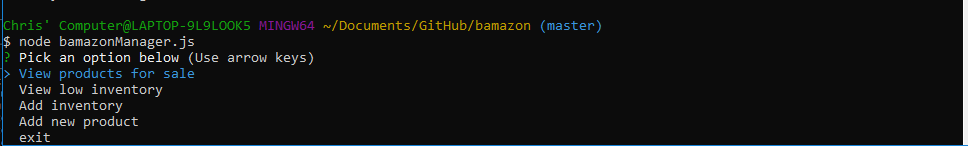 Chris' Computer@LAPTOP-9L9LOOK5 MINGW64 ~/Documents/GitHub/bamazon (master)
$ node bamazonManager.js
? Pick an option below (Use arrow keys)
> View products for sale
View low inventory
Add inventory
Add new product
exit